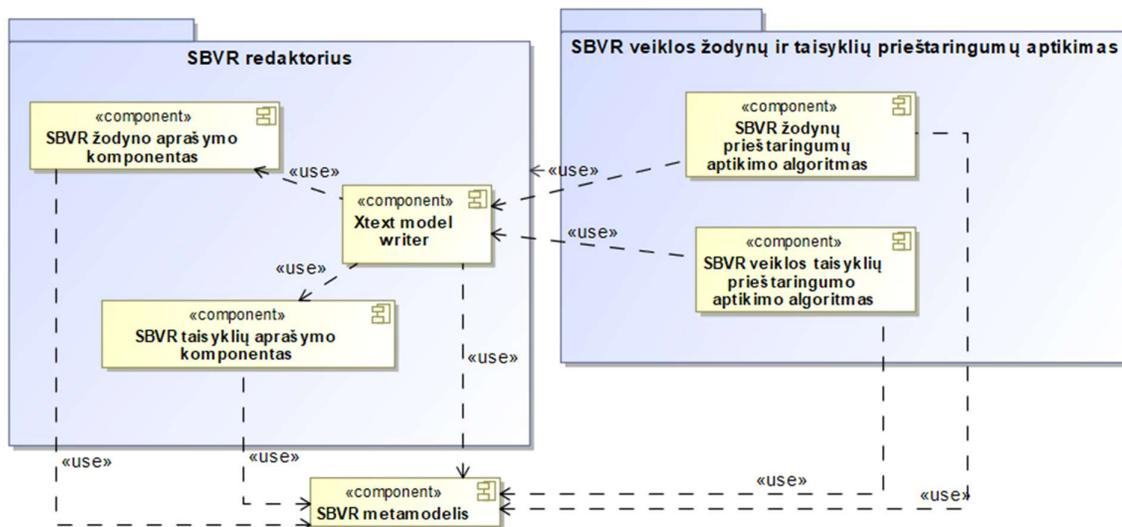 SBVR redaktorius
«component»
SBVR žodyno aprašymo
komponentas
«use»
«component»
Xtext model
writer
«use»
«component»
SBVR taisyklių aprašymo
komponentas
«use»
«use»
«use»
«component»
SBVR metamodelis
SBVR veiklos žodynų ir taisyklių prieštaringumų aptikimas
«component»
SBVR žodynų
prieštaringumų
aptikimo algoritmas
«use»
«use»
«component»
SBVR veiklos taisyklių
prieštaringumo
aptikimo algoritmas
«use»
«use»